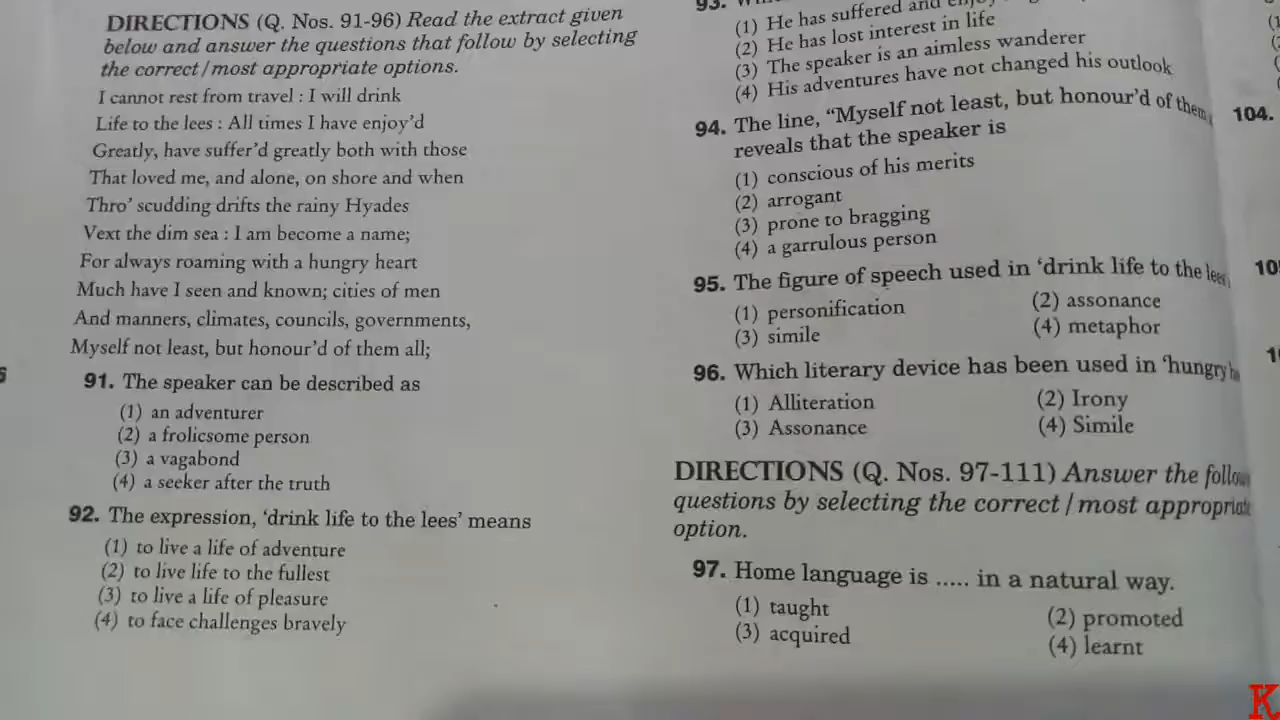 DIRECTIONS (Q. Nos. 91-96) Read the extract given
below and answer the questions that follow by selecting
the correct/most appropriate options.
I cannot rest from travel : I will drink
Life to the lees : All times I have enjoy'd
Greatly, have suffer'd greatly both with those
That loved me, and alone, on shore and when
Thro' scudding drifts the rainy Hyades
Vext the dim sea : I am become a name;
For always roaming with a hungry heart
Much have I seen and known; cities of men
And manners, climates, councils, governments,
Myself not least, but honour'd of them all;
91. The speaker can be described as
(1) an adventurer
(2) a frolicsome person
(3) a vagabond
(4) a seeker after the truth
92. The expression, 'drink life to the lees' means
(1) to live a life of adventure
(2) to live life to the fullest
(3) to live a life of pleasure
(4) to face challenges bravely
93.
(1) He has suffered and
(2) He has lost interest in life
(3) The speaker is an aimless wanderer
(4) His adventures have not changed his outlook
94. The line, "Myself not least, but honour'd of them
reveals that the speaker is
(1) conscious of his merits
(2) arrogant
(3) prone to bragging
(4) a garrulous person
95. The figure of speech used in 'drink life to the lees
(1) personification
(2) assonance
(3) simile
(4) metaphor
96. Which literary device has been used in 'hungry
(1) Alliteration
(2) Irony
(3) Assonance
(4) Simile
DIRECTIONS (Q. Nos. 97-111) Answer the
questions by selecting the correct/most appropriate
option.
97. Home language is ..... in a natural way.
(1) taught
(2) promoted
(3) acquired
(4) learnt
104.
K